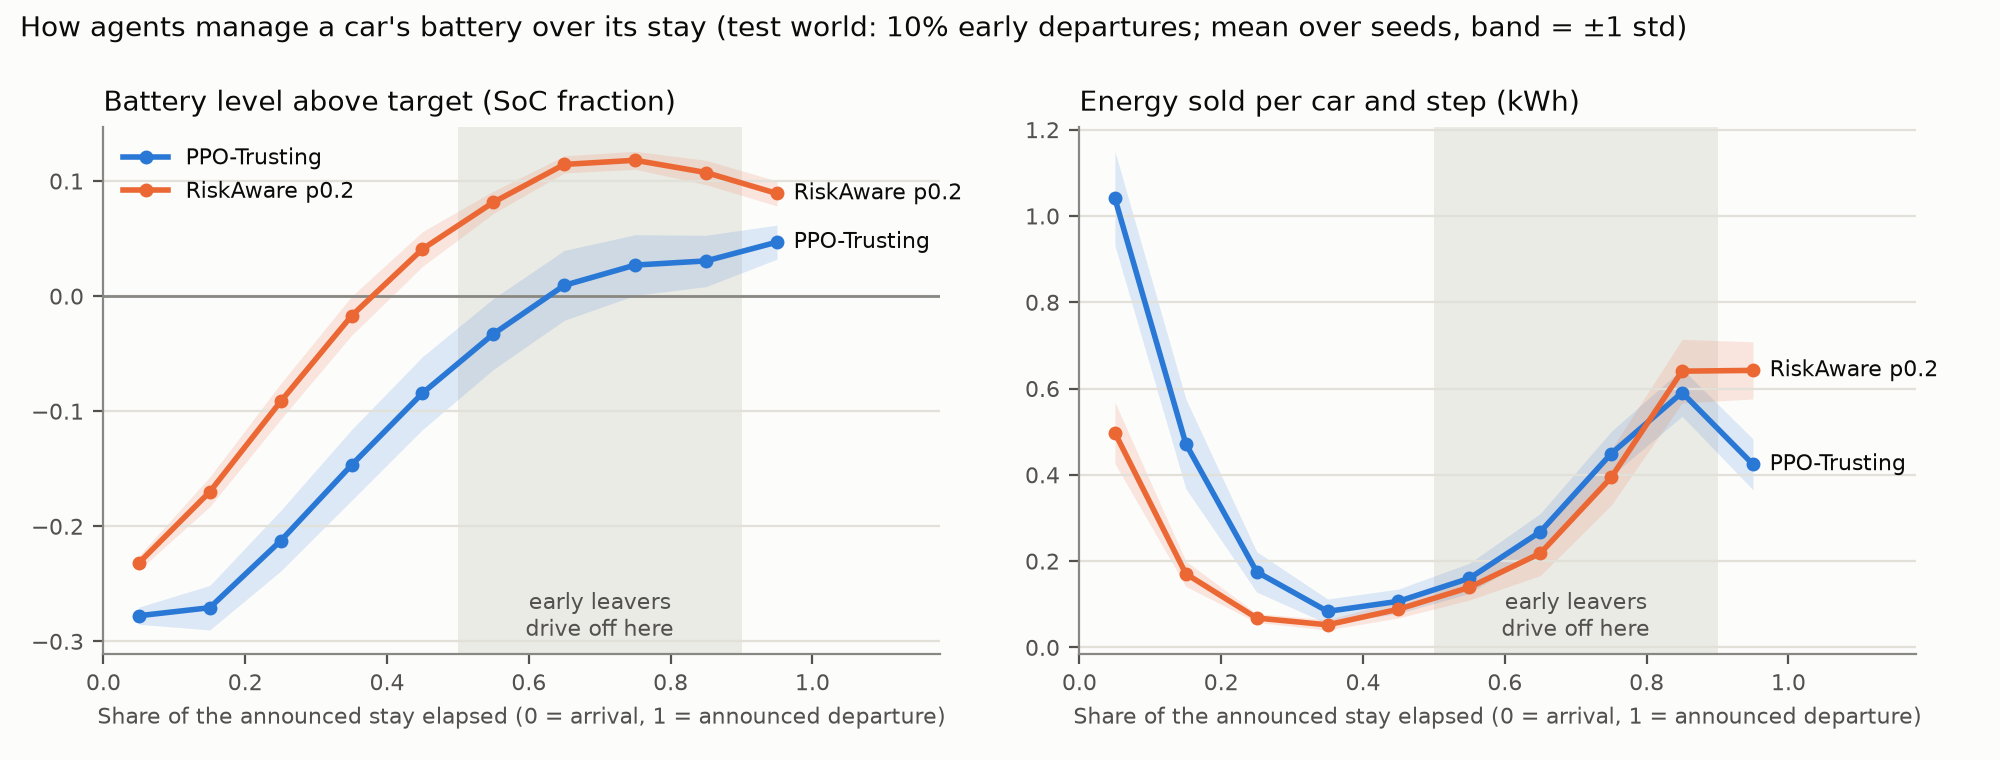 How agents manage a car's battery over its stay (test world: 10% early departures; mean over seeds, band = ±1 std)
Battery level above target (SoC fraction)
PPO-Trusting
RiskAware p0.2
0.1
0.0
−0.1
−0.2
−0.3
RiskAware p0.2
PPO-Trusting
early leavers
drive off here
0.0 0.2 0.4 0.6 0.8 1.0
Share of the announced stay elapsed (0 = arrival, 1 = announced departure)
Energy sold per car and step (kWh)
1.2
1.0
0.8
0.6
0.4
0.2
0.0
RiskAware p0.2
PPO-Trusting
early leavers
drive off here
0.0 0.2 0.4 0.6 0.8 1.0
Share of the announced stay elapsed (0 = arrival, 1 = announced departure)